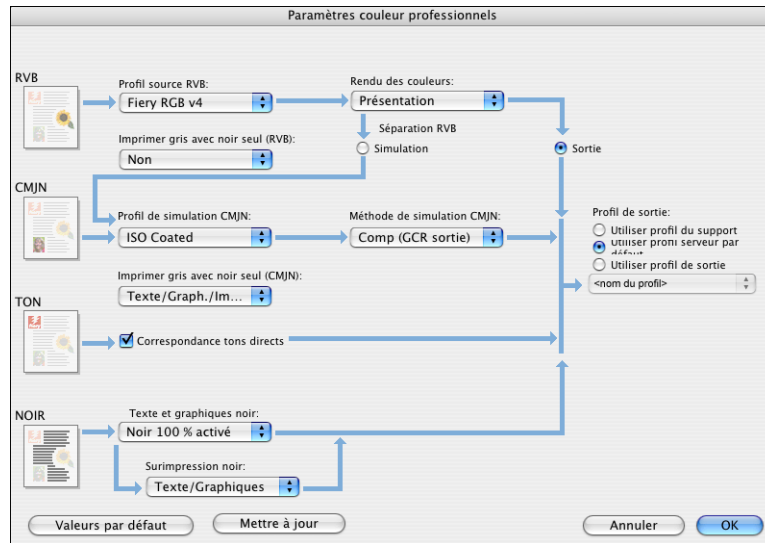 Paramètres couleur professionnels
RVB
Profil source RVB:
Fiery RGB v4
Rendu des couleurs:
Présentation
Séparation RVB
Imprimer gris avec noir seul (RVB):
Non
Simulation
Sortie
CMJN
Profil de simulation CMJN:
ISO Coated
Méthode de simulation CMJN:
Comp (GCR sortie)
Profil de sortie:
Utiliser profil du support
Utiliser profil serveur par
défaut
Utiliser profil de sortie
<nom du profil>
Imprimer gris avec noir seul (CMJN):
Texte/Graph./Im...
TON
Correspondance tons directs
NOIR
Texte et graphiques noir:
Noir 100 % activé
Surimpression noir:
Texte/Graphiques
Valeurs par défaut
Mettre à jour
Annuler
OK